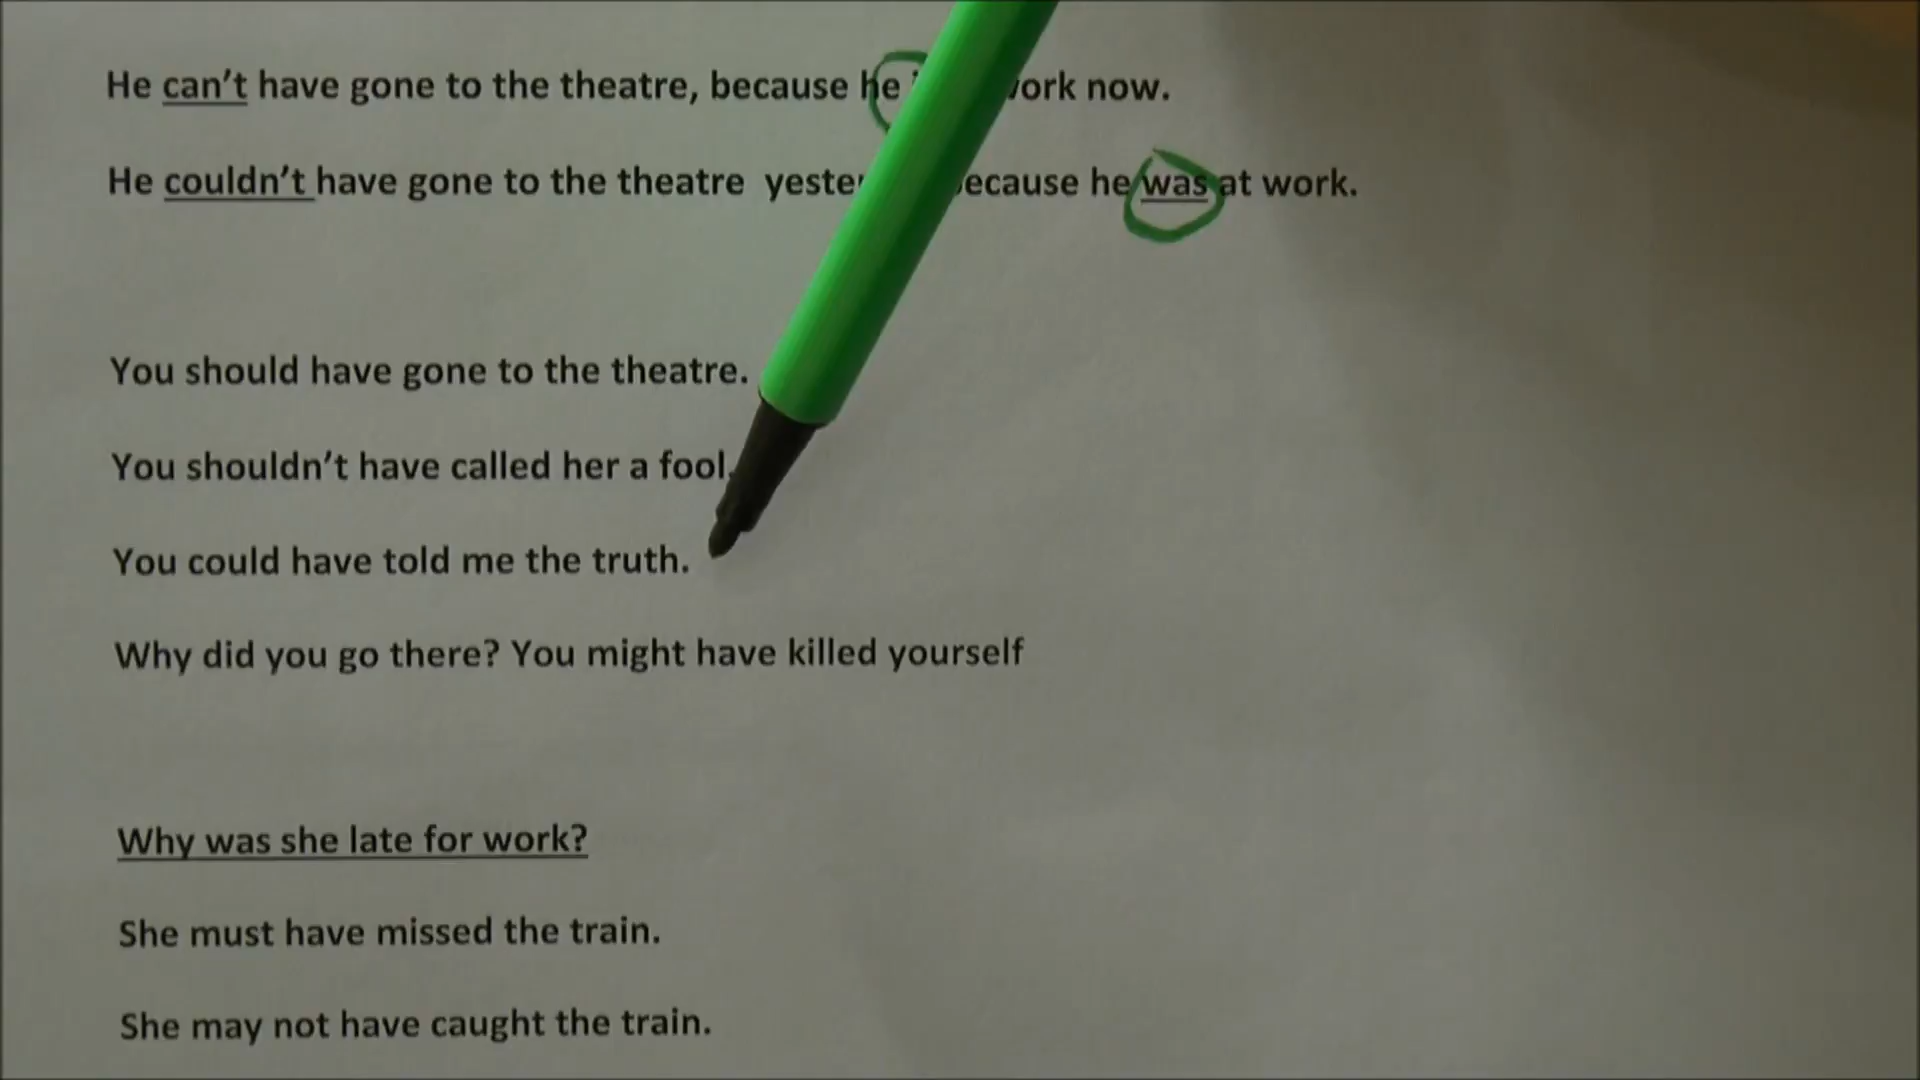 He can't have gone to the theatre, because he work now.
He couldn't have gone to the theatre because he was at work.
You should have gone to the theatre.
You shouldn't have called her a fool.
You could have told me the truth.
Why did you go there? You might have killed yourself
Why was she late for work?
She must have missed the train.
She may not have caught the train.